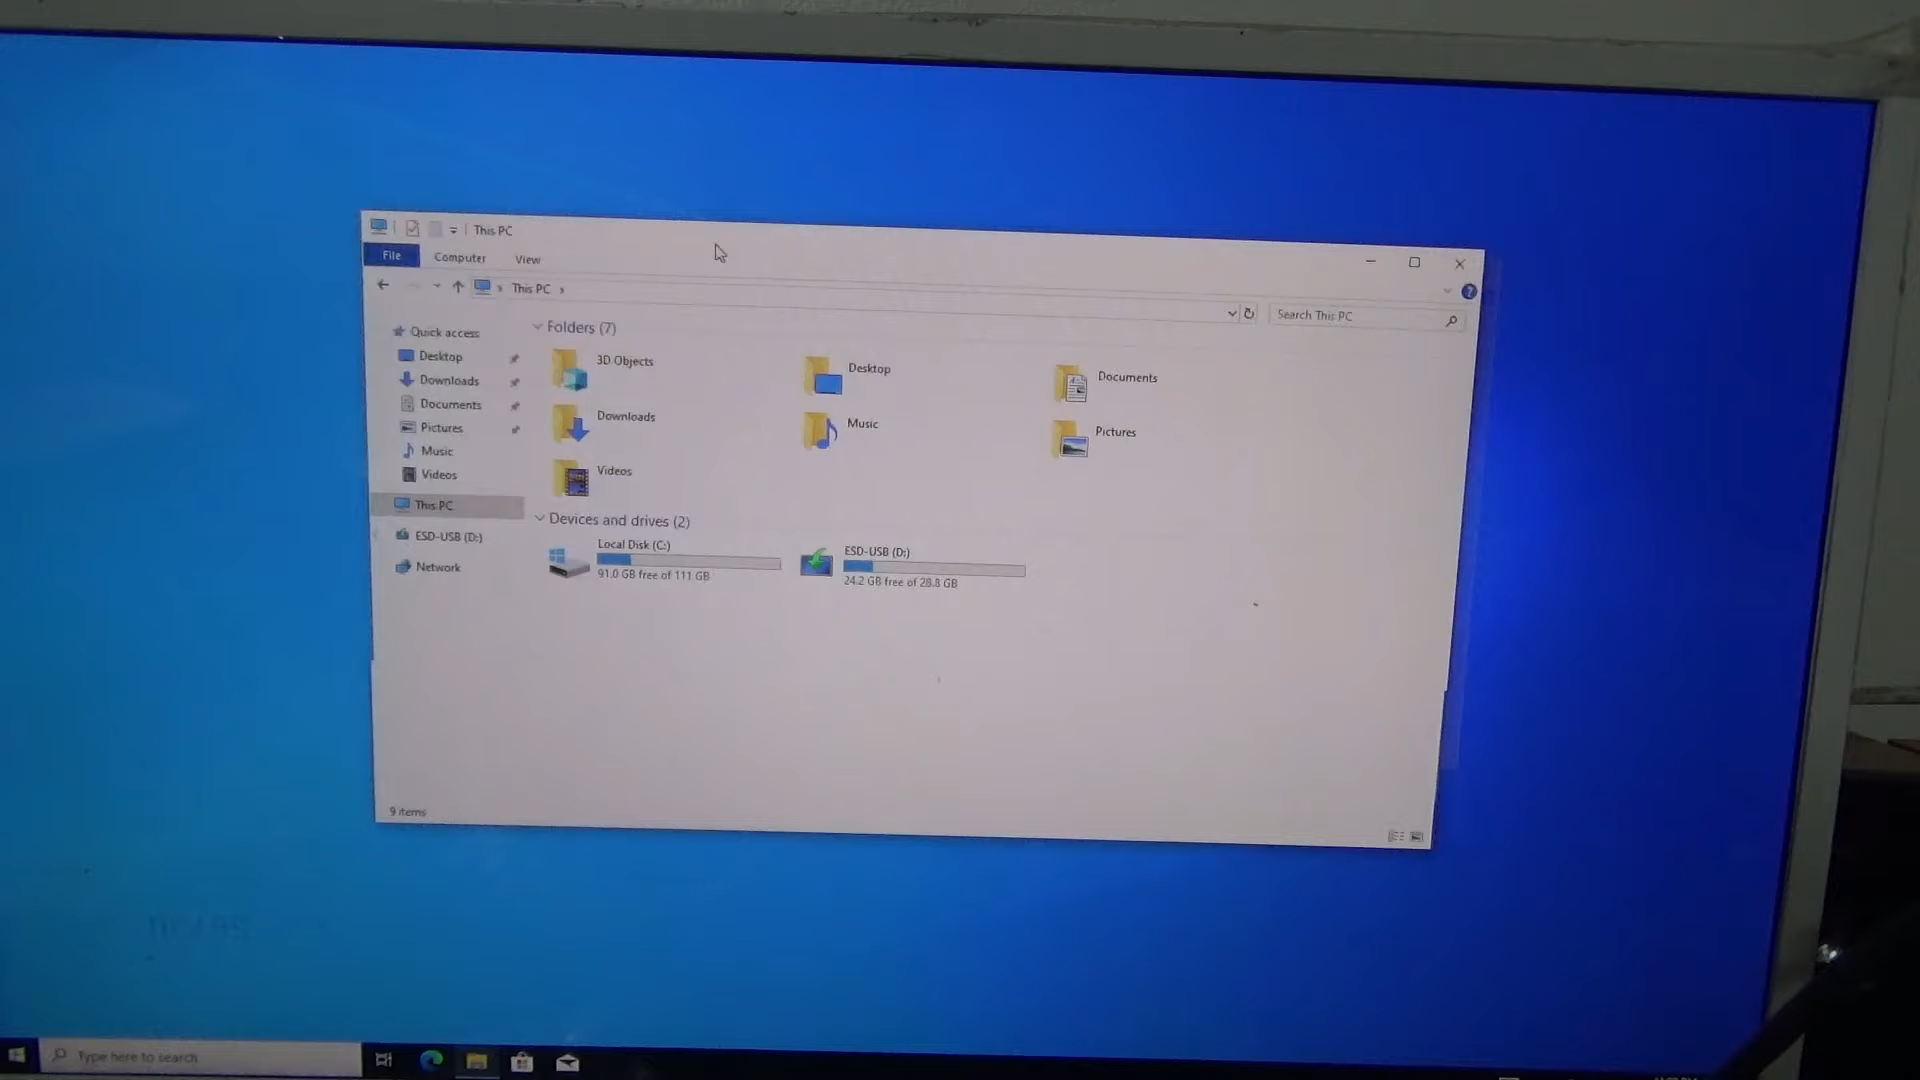 This PC
File Computer View
This PC
Search This PC
Quick access
Desktop
Downloads
Documents
Pictures
Music
Videos
This PC
ESD-USB (D:)
Network
Folders (7)
3D Objects
Desktop
Documents
Downloads
Music
Pictures
Videos
Devices and drives (2)
Local Disk (C:)
91.0 GB free of 111 GB
ESD-USB (D:)
24.2 GB free of 28.8 GB
9 items
Type here to search